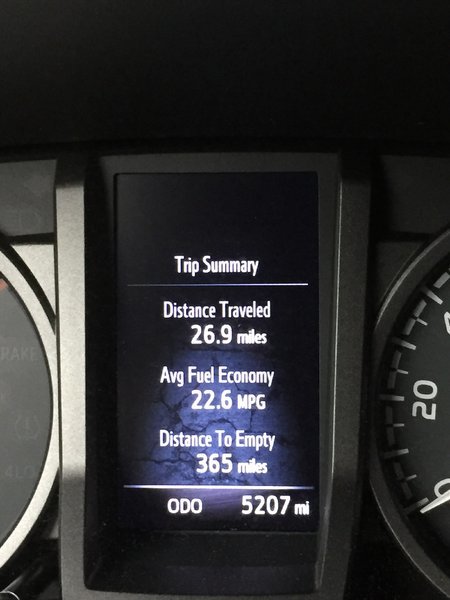 Trip Summary
Distance Traveled
26.9 miles
Avg Fuel Economy
22.6 MPG
Distance To Empty
365 miles
ODO 5207 mi
20